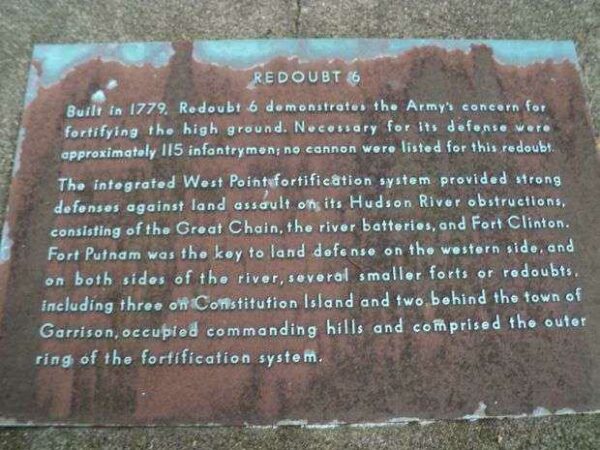 REDOUBT 6
Built in 1779, Redoubt 6 demonstrates the Army's concern for
fortifying the high ground. Necessary for its defense were
approximately 115 infantrymen; no cannon were listed for this redoubt.
The integrated West Point fortification system provided strong
defenses against land assault on its Hudson River obstructions,
consisting of the Great Chain, the river batteries, and Fort Clinton.
Fort Putnam was the key to land defense on the western side, and
on both sides of the river, several smaller forts or redoubts,
including three on Constitution Island and two behind the town of
Garrison, occupied commanding hills and comprised the outer
ring of the fortification system.